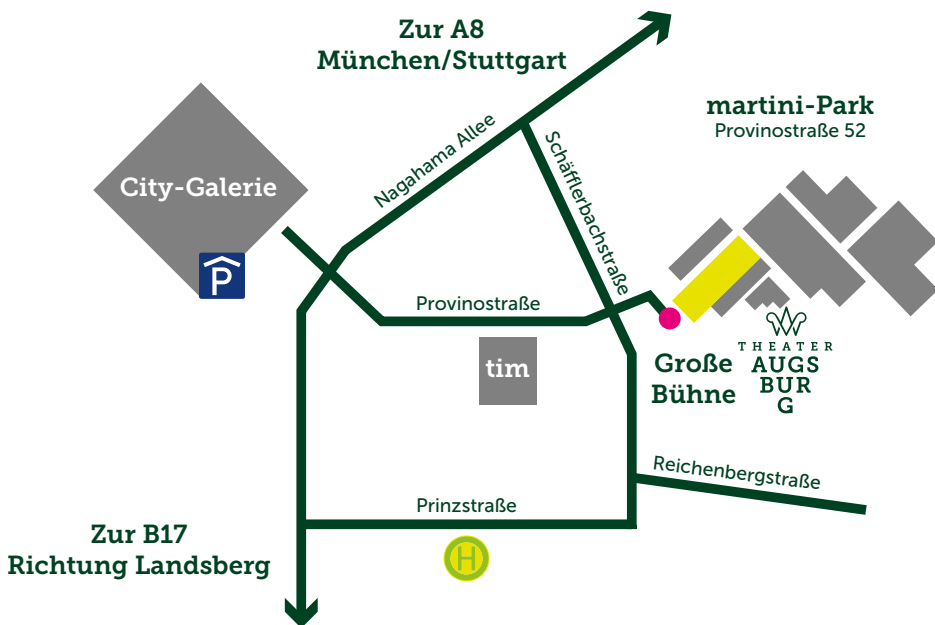 Zur A8
München/Stuttgart
martini-Park
Provinostraße 52
City-Galerie
P
Nagahama Allee
Schäfflerbachstraße
Provinostraße
tim
Große
Bühne
THEATER
AUGS
BUR
G
Reichenbergstraße
Prinzstraße
H
Zur B17
Richtung Landsberg